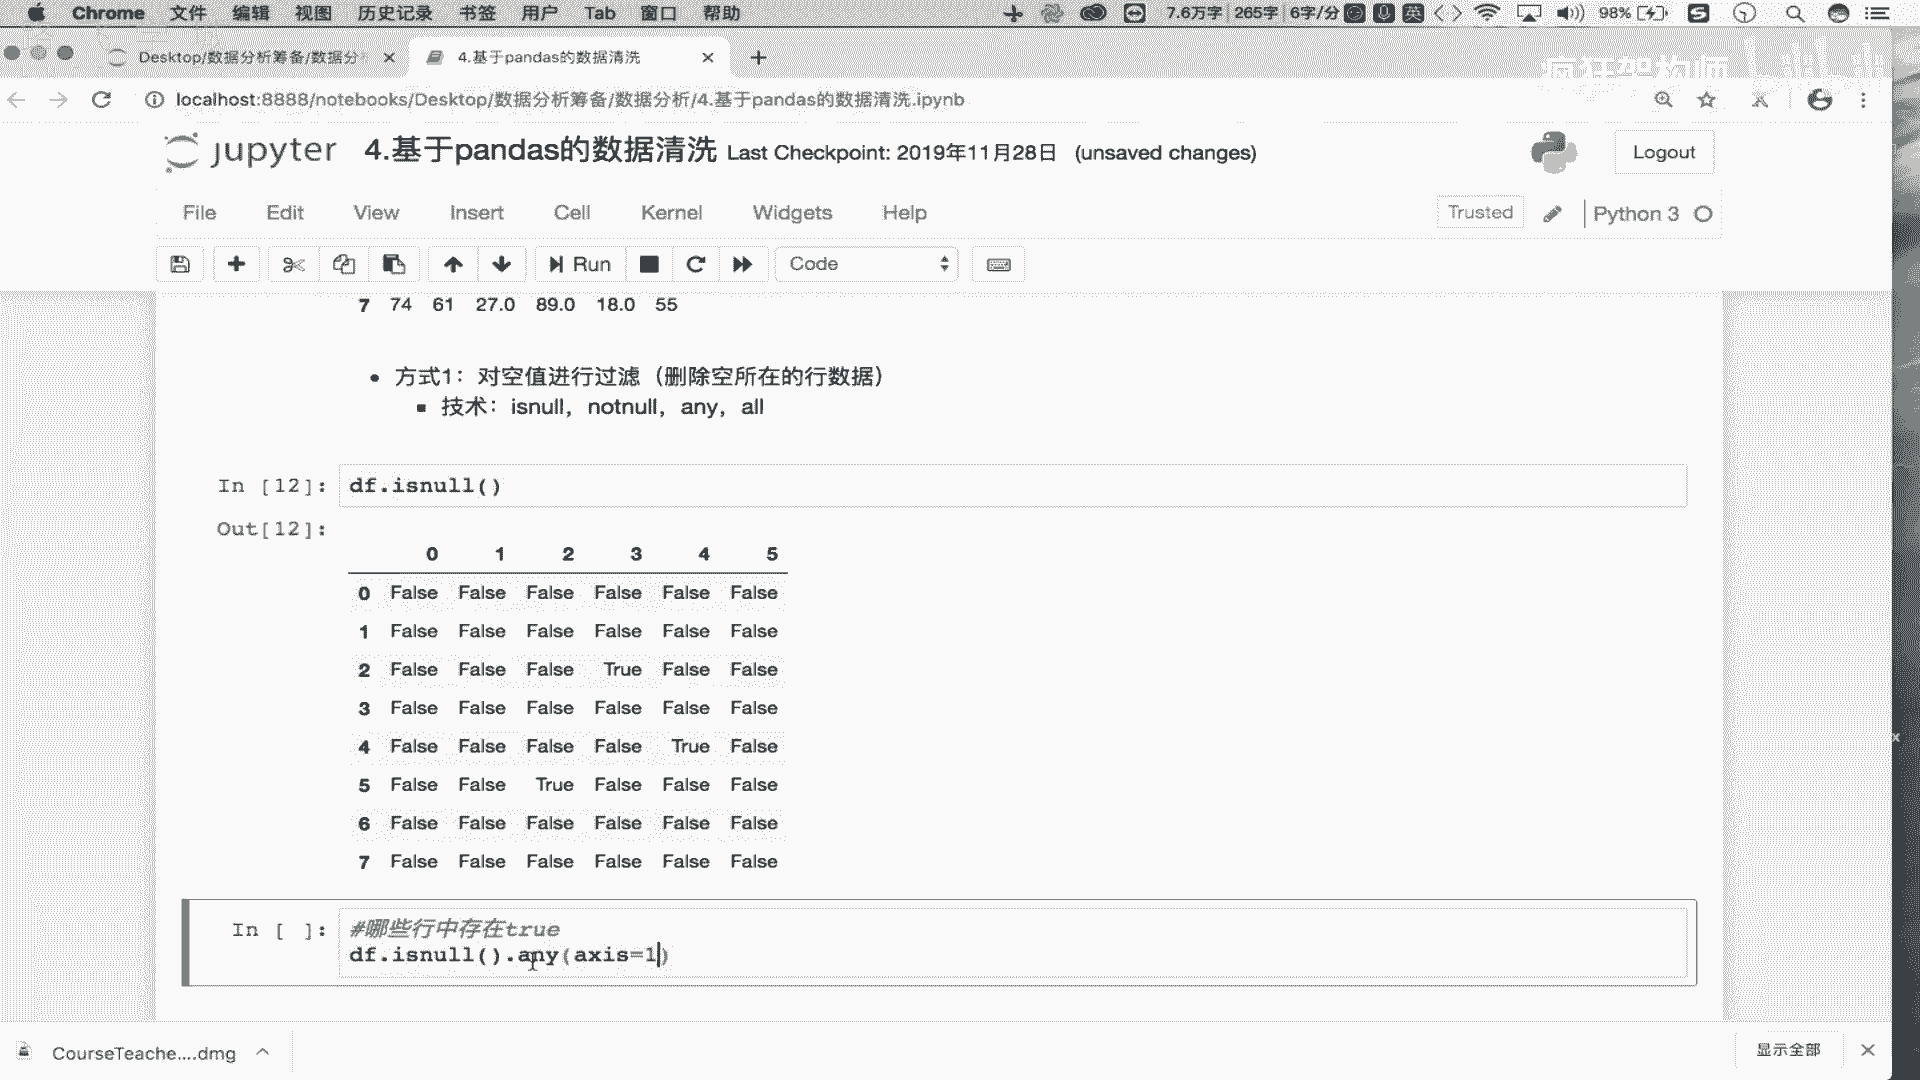 Chrome 文件 编辑 视图 历史记录 书签 用户 Tab 窗口 帮助 7.6万字 265字 6字/分 英 98%
Desktop/数据分析筹备/数据分 4.基于pandas的数据清洗
疯狂架构师
localhost:8888/notebooks/Desktop/数据分析筹备/数据分析/4.基于pandas的数据清洗.ipynb
jupyter 4.基于pandas的数据清洗 Last Checkpoint: 2019年11月28日 (unsaved changes) Logout
File Edit View Insert Cell Kernel Widgets Help Trusted Python 3
Run Code
7 74 61 27.0 89.0 18.0 55
• 方式1：对空值进行过滤（删除空所在的行数据）
▪ 技术：isnull，notnull，any，all
In [12]: df.isnull()
Out[12]:
0 1 2 3 4 5
0 False False False False False False
1 False False False False False False
2 False False False True False False
3 False False False False False False
4 False False False False True False
5 False False True False False False
6 False False False False False False
7 False False False False False False
In [ ]: #哪些行中存在true
df.isnull().any(axis=1)
CourseTeache....dmg 显示全部